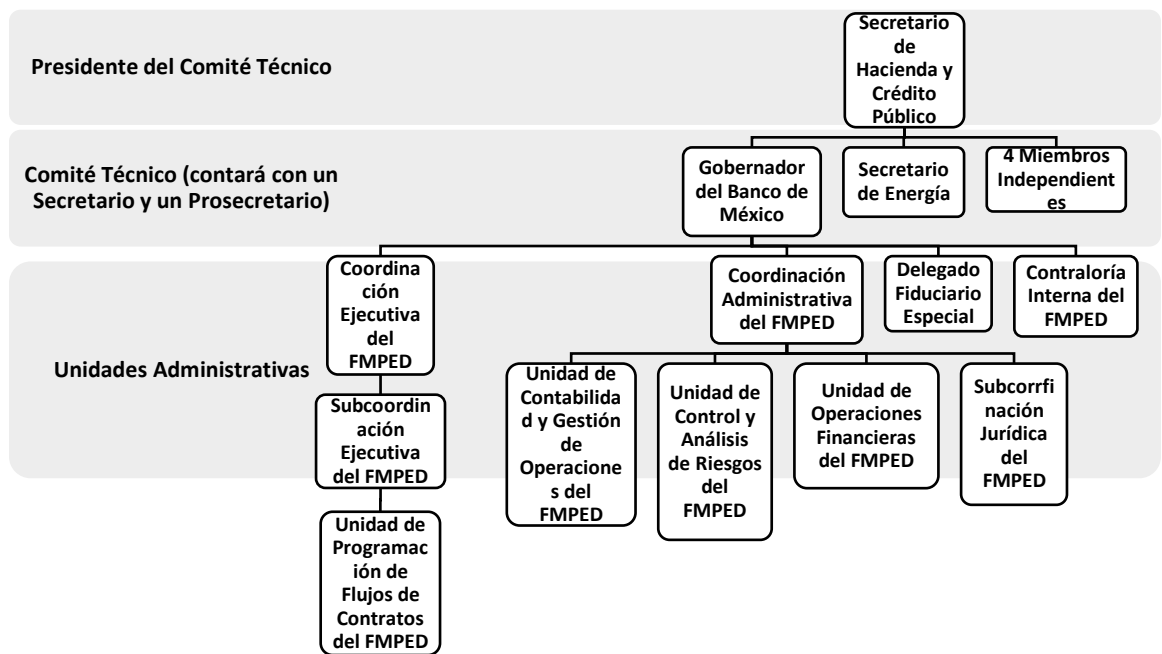 Presidente del Comité Técnico
Secretario
de
Hacienda y
Crédito
Público
Comité Técnico (contará con un
Secretario y un Prosecretario)
Gobernador
del Banco de
México
Secretario
de Energía
4 Miembros
Independient
es
Unidades Administrativas
Coordina
ción
Ejecutiva
del
FMPED
Coordinación
Administrativa
del FMPED
Delegado
Fiduciario
Especial
Contraloría
Interna del
FMPED
Subcoordin
ación
Ejecutiva
del FMPED
Unidad de
Contabilida
d y Gestión
de
Operacione
s del
FMPED
Unidad de
Control y
Análisis
de Riesgos
del
FMPED
Unidad de
Operaciones
Financieras
del FMPED
Subcorrfi
nación
Jurídica
del
FMPED
Unidad de
Programac
ión de
Flujos de
Contratos
del FMPED